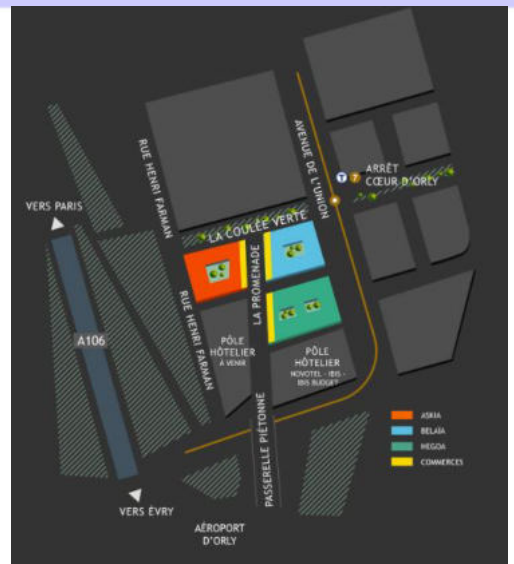 RUE HENRI FARMAN
AVENUE DE L'UNION
T 7 ARRÊT
CŒUR D'ORLY
VERS PARIS
LA COULÉE VERTE
LA PROMENADE
RUE HENRI FARMAN
A106
PÔLE
HÔTELIER
À VENIR
PÔLE
HÔTELIER
NOVOTEL - IBIS -
IBIS BUDGET
PASSERELLE PIÉTONNE
ASKIA
BELAÏA
HEGOA
COMMERCES
VERS ÉVRY
AÉROPORT
D'ORLY